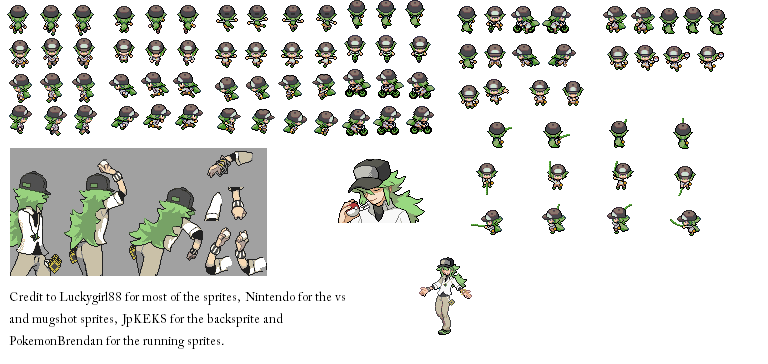 Credit to Luckygirl88 for most of the sprites, Nintendo for the vs
and mugshot sprites, JpKEKS for the backsprite and
PokemonBrendan for the running sprites.